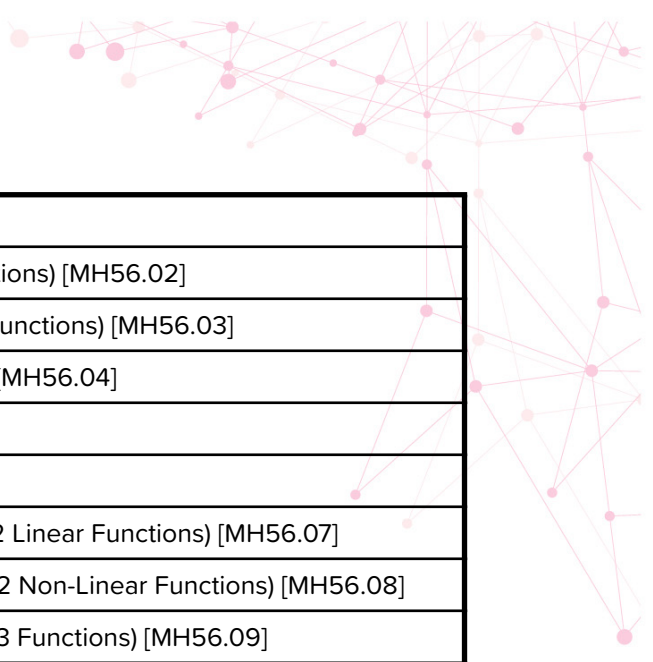 ions) [MH56.02]
unctions) [MH56.03]
[MH56.04]
2 Linear Functions) [MH56.07]
2 Non-Linear Functions) [MH56.08]
3 Functions) [MH56.09]